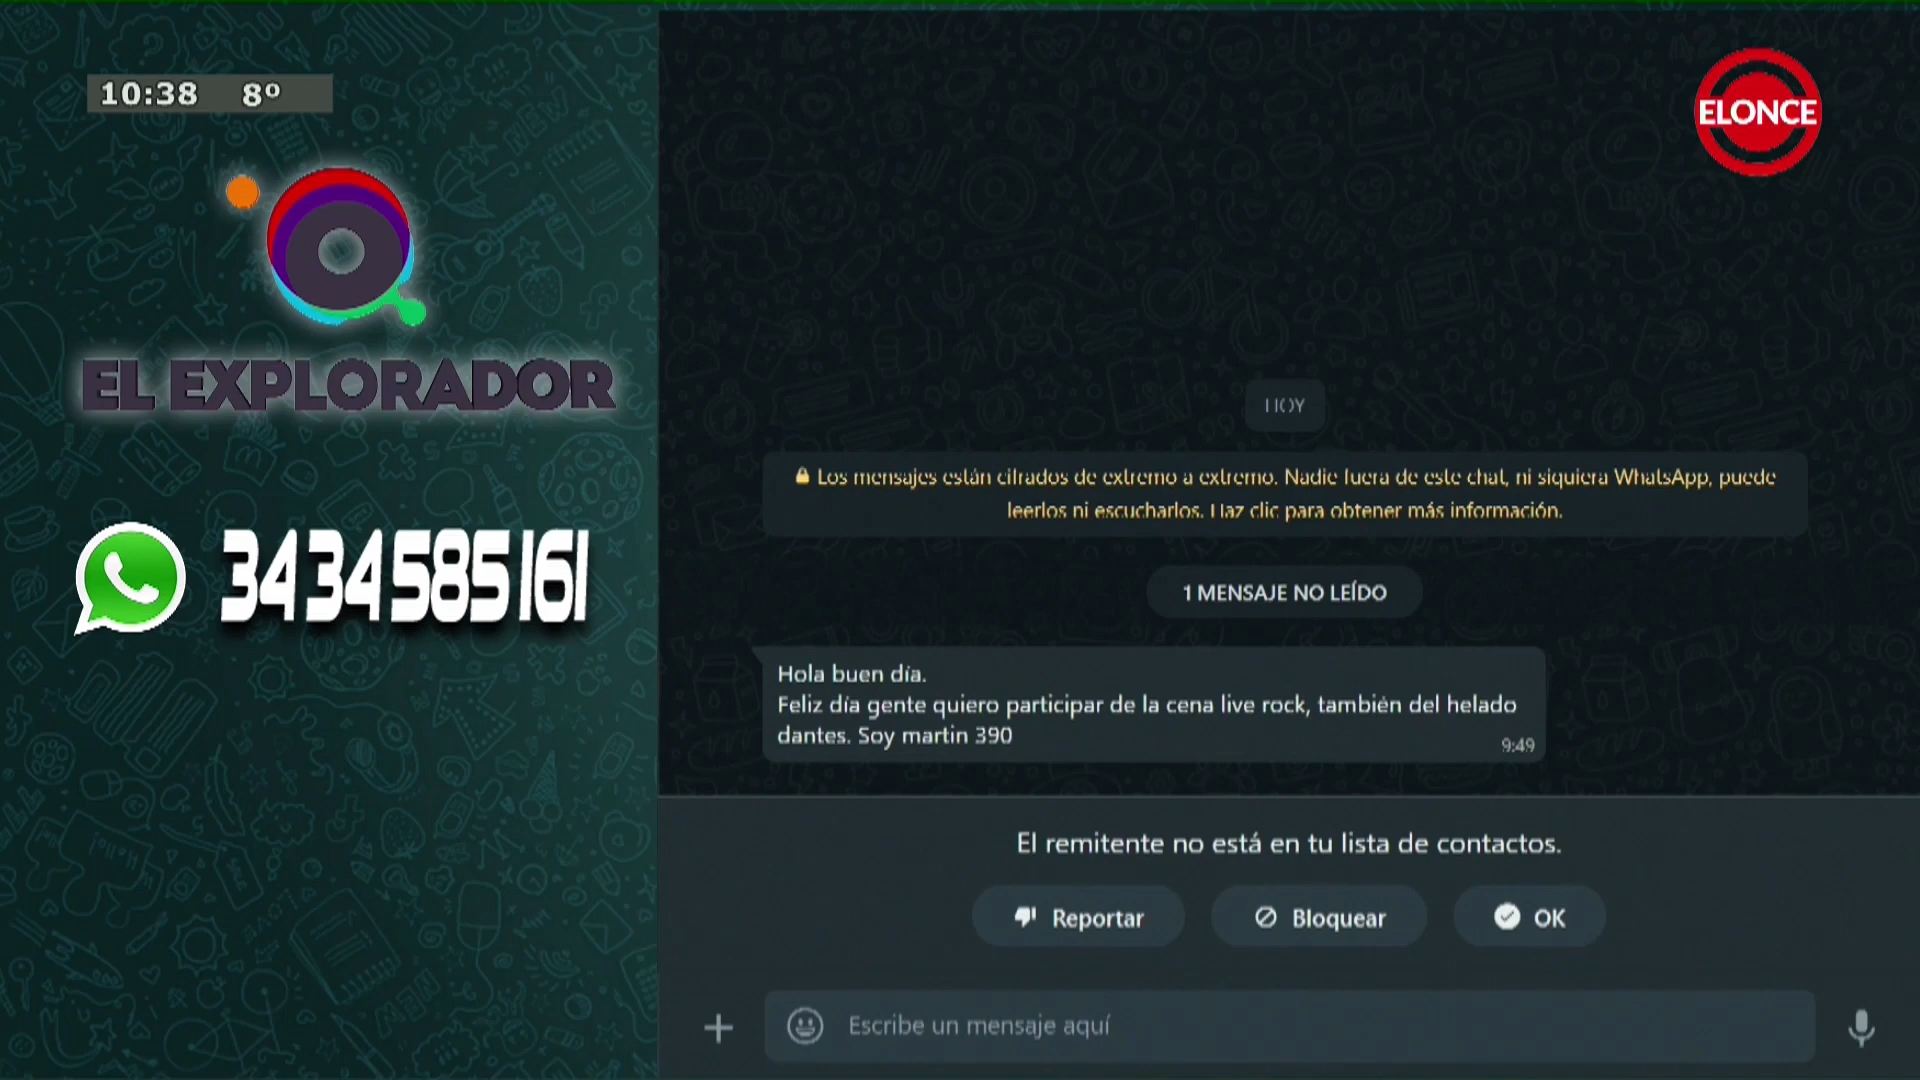 10:38 8º
ELONCE
EL EXPLORADOR
3434585161
HOY
Los mensajes están cifrados de extremo a extremo. Nadie fuera de este chat, ni siquiera WhatsApp, puede
leerlos ni escucharlos. Haz clic para obtener más información.
1 MENSAJE NO LEÍDO
Hola buen día.
Feliz día gente quiero participar de la cena live rock, también del helado
dantes. Soy martin 390
9:49
El remitente no está en tu lista de contactos.
Reportar Bloquear OK
Escribe un mensaje aquí